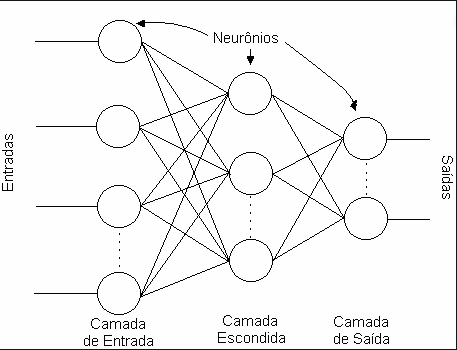 Neurônios
Entradas
Saídas
Camada
de Entrada
Camada
Escondida
Camada
de Saída